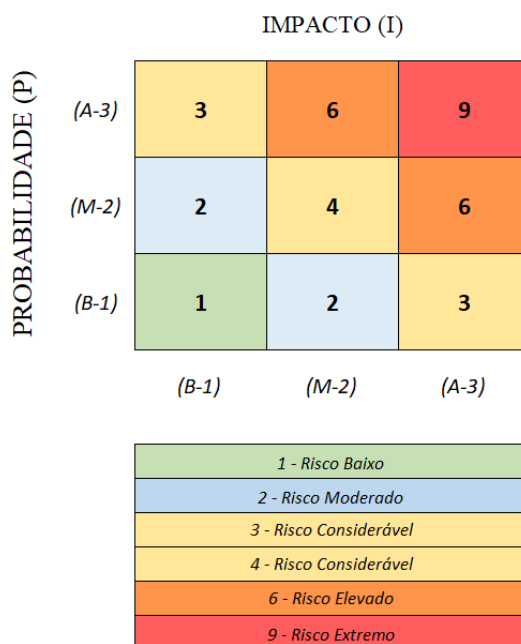 IMPACTO (I)
PROBABILIDADE (P)
(A-3) 3 6 9
(M-2) 2 4 6
(B-1) 1 2 3
(B-1) (M-2) (A-3)
1 - Risco Baixo
2 - Risco Moderado
3 - Risco Considerável
4 - Risco Considerável
6 - Risco Elevado
9 - Risco Extremo